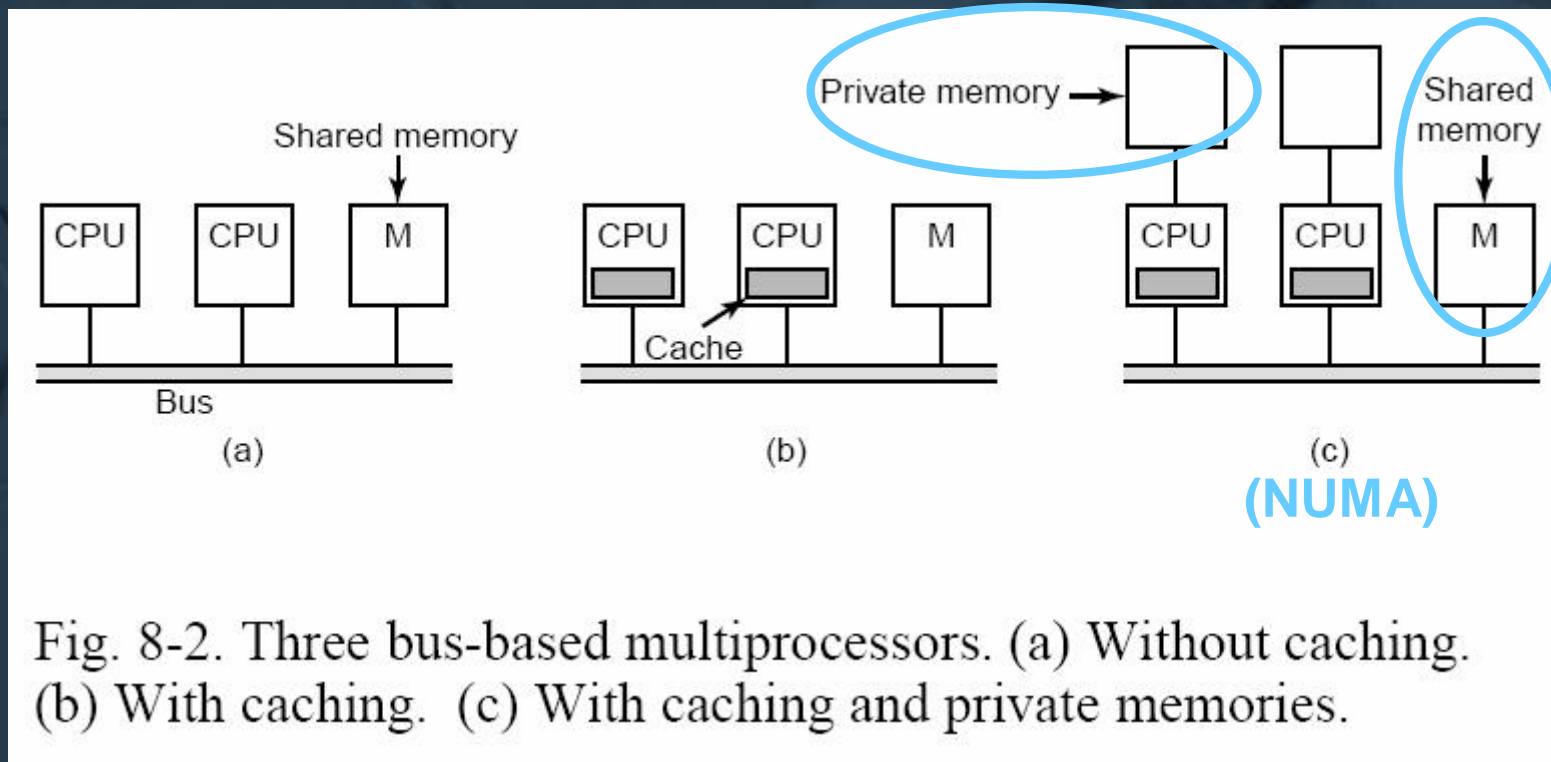 Shared memory
CPU
CPU
M
Bus
(a)
CPU
CPU
M
Cache
(b)
Private memory
Shared
memory
CPU
CPU
M
(c)
(NUMA)
Fig. 8-2. Three bus-based multiprocessors. (a) Without caching.
(b) With caching. (c) With caching and private memories.